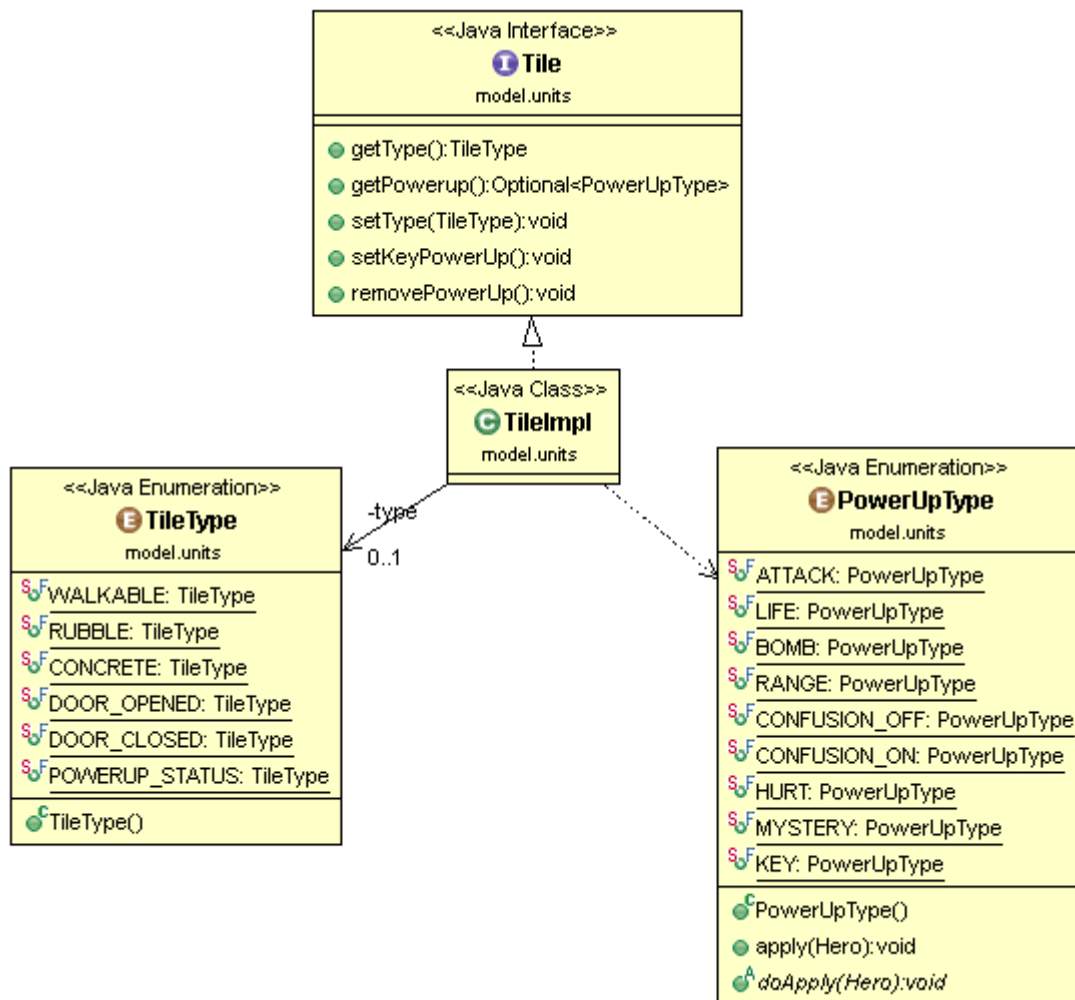 <<Java Interface>>
Tile
model.units
getType():TileType
getPowerup():Optional<PowerUpType>
setType(TileType):void
setKeyPowerUp():void
removePowerUp():void
<<Java Class>>
TileImpl
model.units
-type
0..1
<<Java Enumeration>>
TileType
model.units
WALKABLE: TileType
RUBBLE: TileType
CONCRETE: TileType
DOOR_OPENED: TileType
DOOR_CLOSED: TileType
POWERUP_STATUS: TileType
TileType()
<<Java Enumeration>>
PowerUpType
model.units
ATTACK: PowerUpType
LIFE: PowerUpType
BOMB: PowerUpType
RANGE: PowerUpType
CONFUSION_OFF: PowerUpType
CONFUSION_ON: PowerUpType
HURT: PowerUpType
MYSTERY: PowerUpType
KEY: PowerUpType
PowerUpType()
apply(Hero):void
doApply(Hero):void